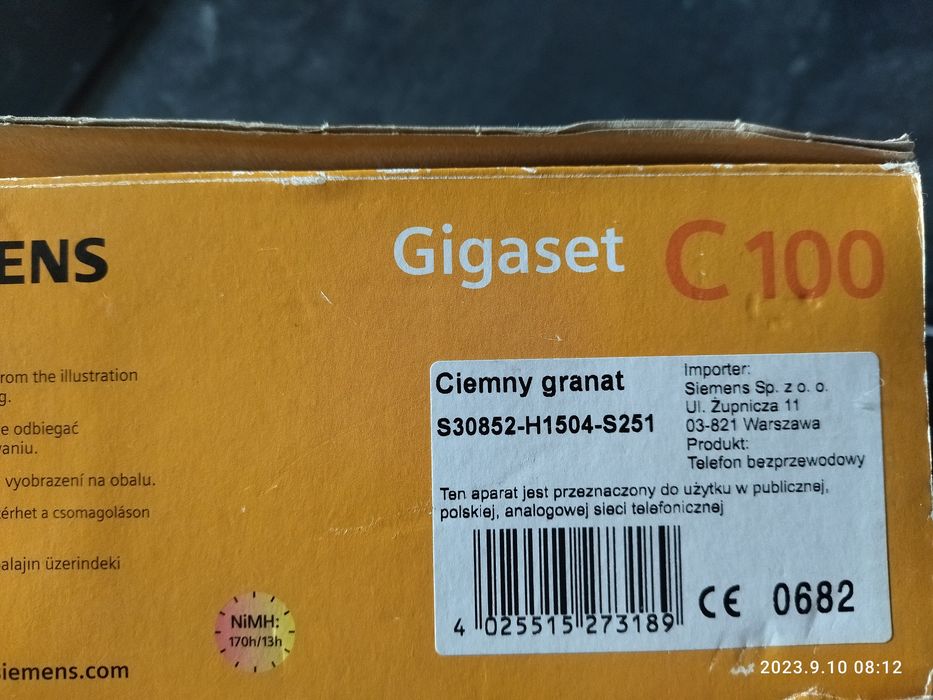 ENS
Gigaset C100
rom the illustration
g.
e odbiegać
waniu.
vyobrazení na obalu.
térhet a csomagoláson
alajın üzerindeki
NiMH:
170h/13h
siemens.com
Ciemny granat
S30852-H1504-S251
Importer:
Siemens Sp. z o. o.
Ul. Żupnicza 11
03-821 Warszawa
Produkt:
Telefon bezprzewodowy
Ten aparat jest przeznaczony do użytku w publicznej,
polskiej, analogowej sieci telefonicznej
4 025515 273189
CE 0682
2023.9.10 08:12